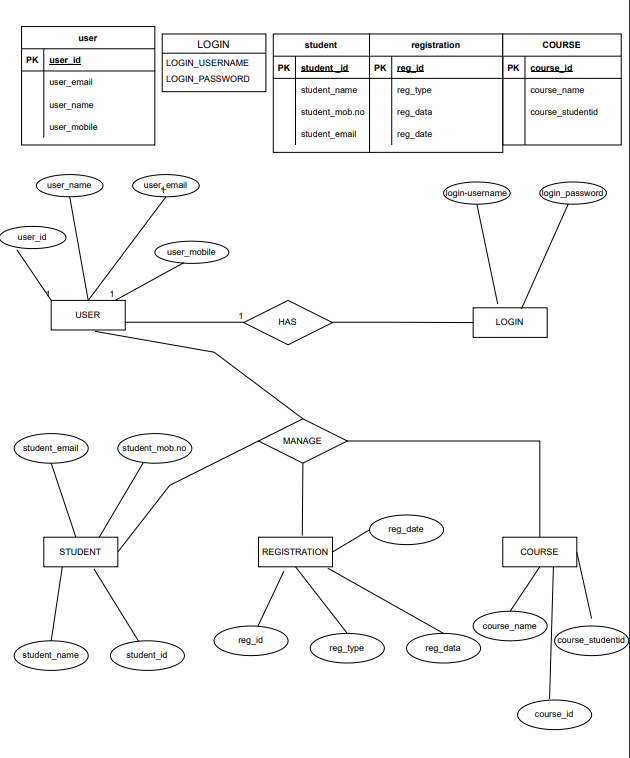 user
PK user_id
user_email
user_name
user_mobile
LOGIN
LOGIN_USERNAME
LOGIN_PASSWORD
student
PK student _id
student_name
student_mob.no
student_email
registration
PK reg_id
reg_type
reg_data
reg_date
COURSE
PK course_id
course_name
course_studentid
user_name
user_email
login-username
login_password
user_id
user_mobile
1
1
1
USER
HAS
LOGIN
MANAGE
student_email
student_mob.no
reg_date
STUDENT
REGISTRATION
COURSE
course_name
reg_id
course_studentid
reg_type
reg_data
student_name
student_id
course_id